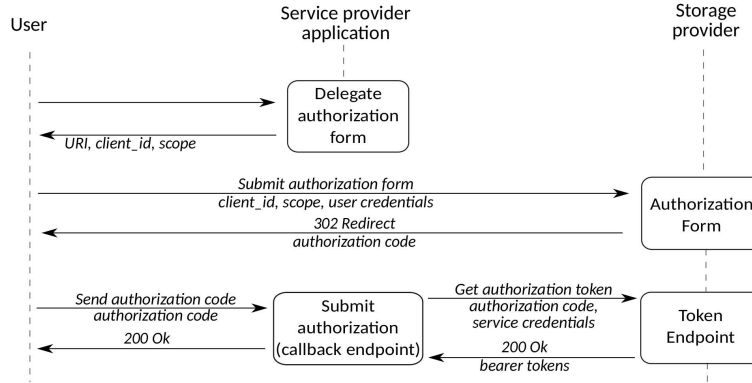 User
Service provider
application
Storage
provider
Delegate
authorization
form
URI, client_id, scope
Submit authorization form
client_id, scope, user credentials
Authorization
Form
302 Redirect
authorization code
Send authorization code
authorization code
Submit
authorization
(callback endpoint)
Get authorization token
authorization code,
service credentials
Token
Endpoint
200 Ok
200 Ok
bearer tokens